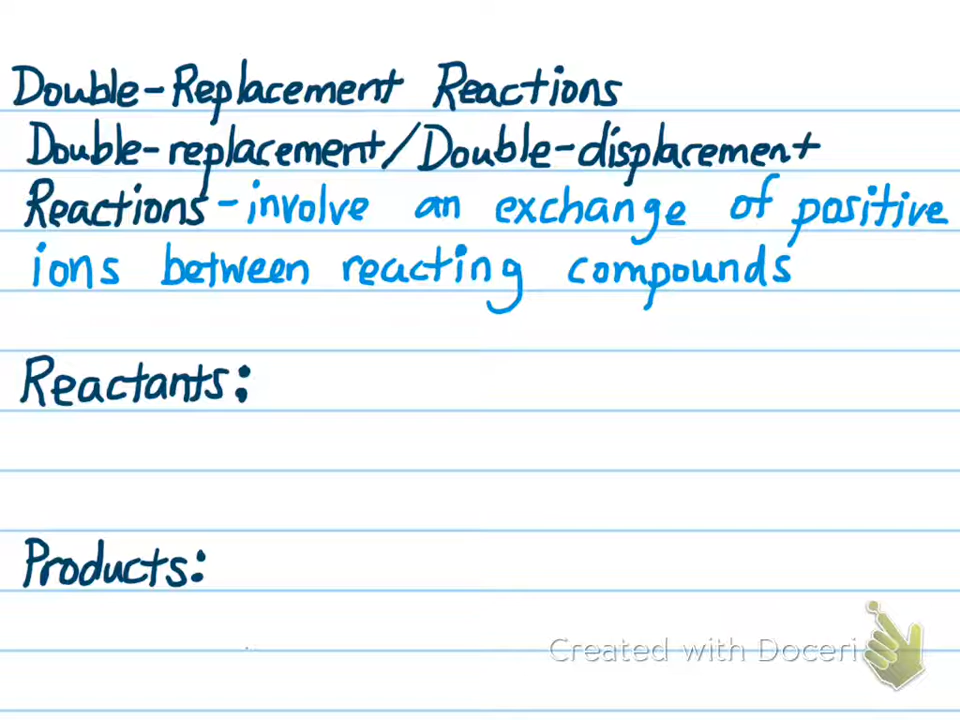 Double-Replacement Reactions
Double-replacement/Double-displacement
Reactions-involve an exchange of positive
ions between reacting compounds
Reactants:
Products:
Created with Doceri